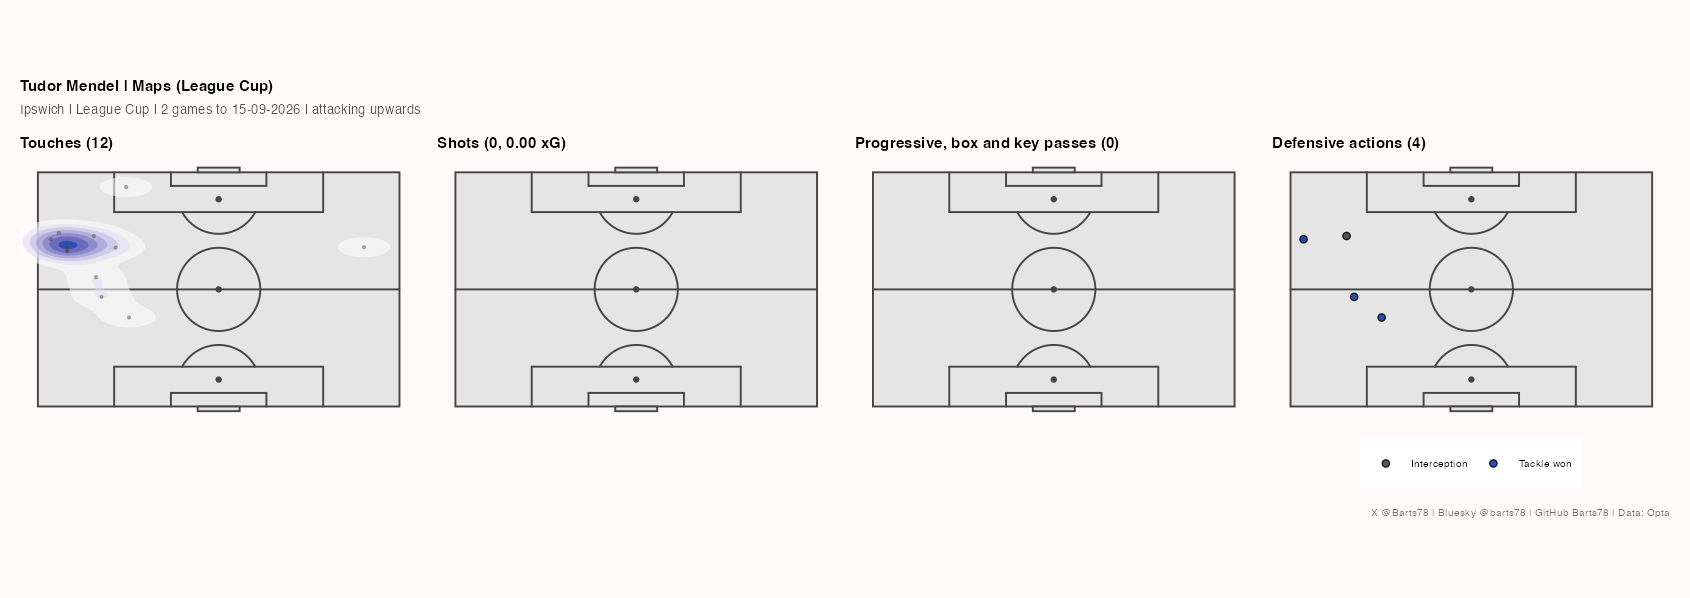 Tudor Mendel | Maps (League Cup)
Ipswich | League Cup | 2 games to 15-09-2026 | attacking upwards
Touches (12)
Shots (0, 0.00 xG)
Progressive, box and key passes (0)
Defensive actions (4)
Interception
Tackle won
X @Barts78 | Bluesky @barts78 | GitHub Barts78 | Data: Opta